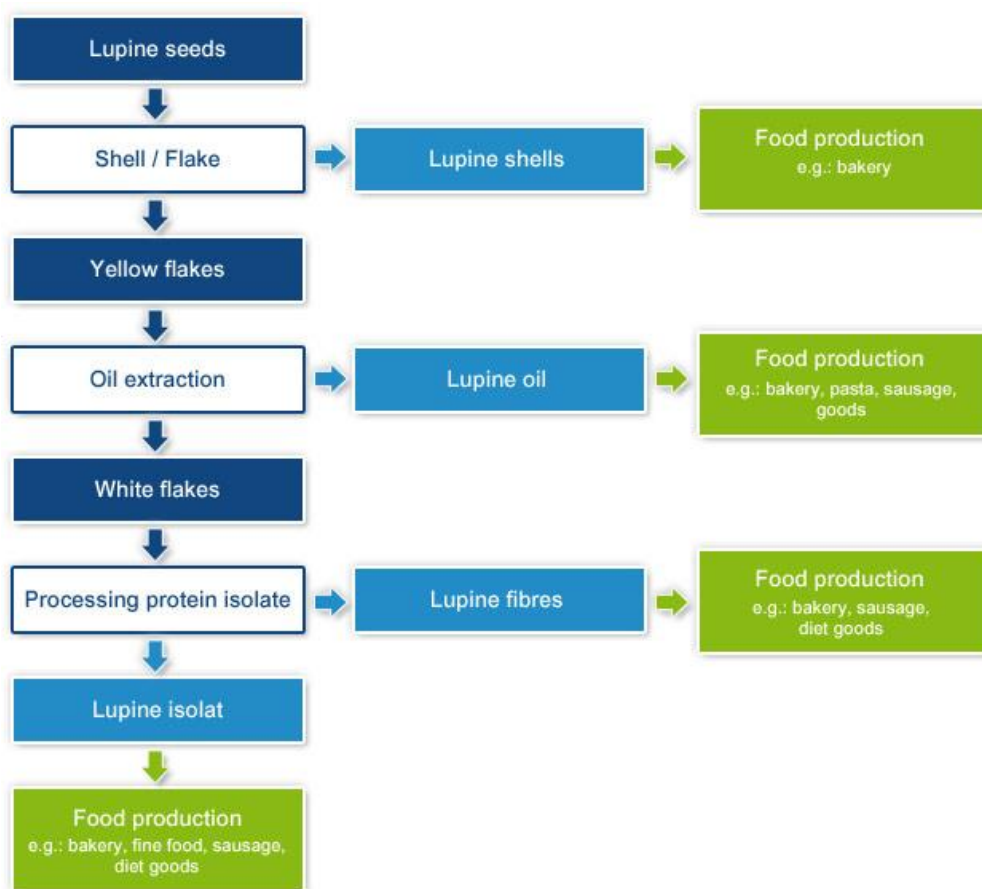 Lupine seeds
Shell / Flake
Lupine shells
Food production
e.g.: bakery
Yellow flakes
Oil extraction
Lupine oil
Food production
e.g.: bakery, pasta, sausage,
goods
White flakes
Processing protein isolate
Lupine fibres
Food production
e.g.: bakery, sausage,
diet goods
Lupine isolat
Food production
e.g.: bakery, fine food, sausage,
diet goods